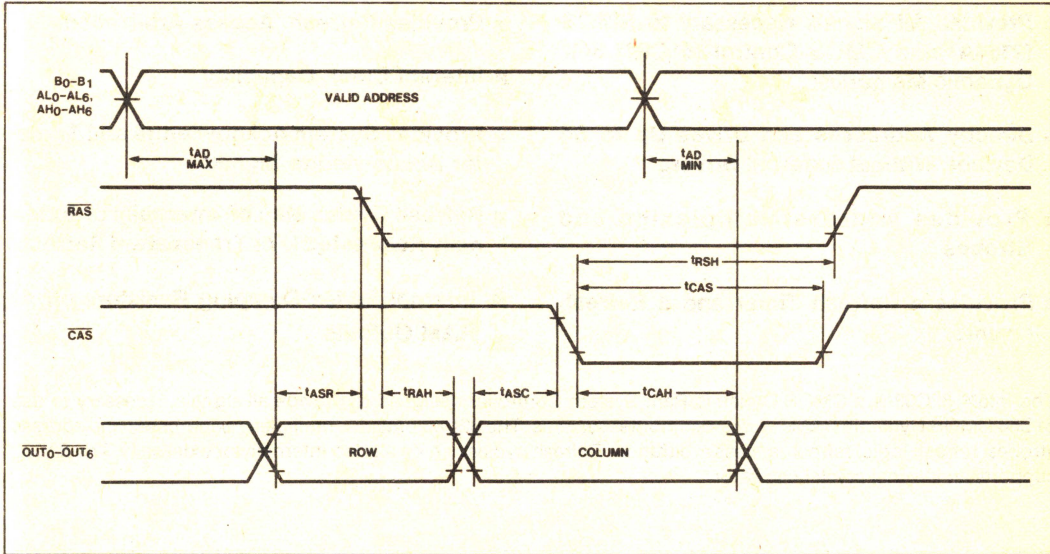 B0–B1
AL0–AL6,
AH0–AH6
VALID ADDRESS
tAD
MAX
tAD
MIN
RAS
tRSH
tCAS
CAS
tASR
tRAH
tASC
tCAH
OUT0–OUT6
ROW
COLUMN